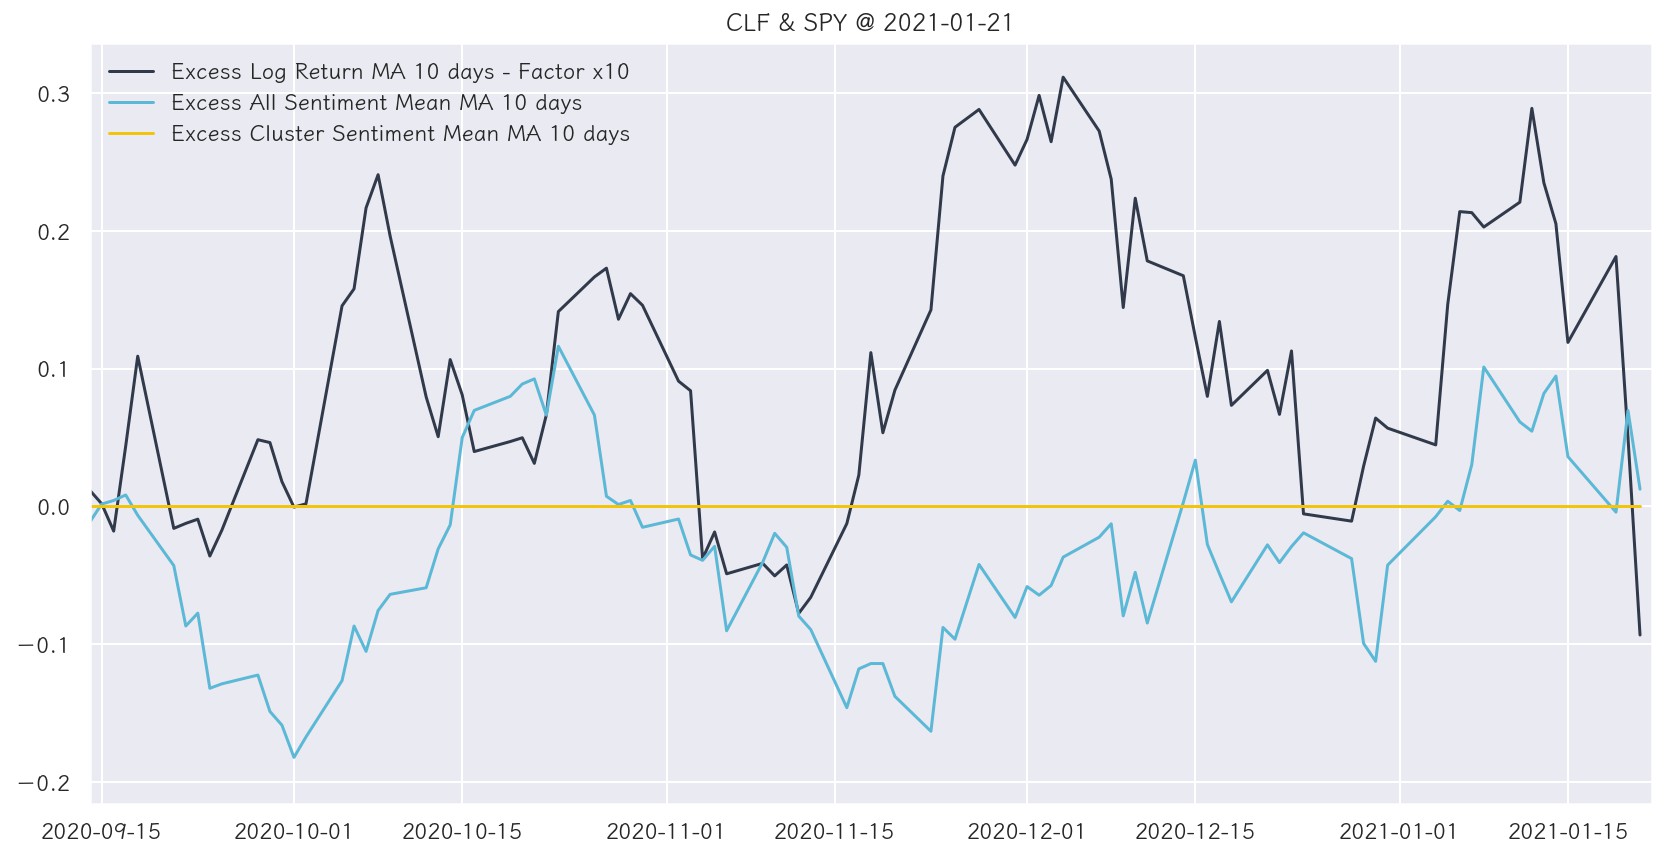 CLF & SPY @ 2021-01-21
Excess Log Return MA 10 days - Factor x10
Excess All Sentiment Mean MA 10 days
Excess Cluster Sentiment Mean MA 10 days
0.3
0.2
0.1
0.0
−0.1
−0.2
2020-09-15 2020-10-01 2020-10-15 2020-11-01 2020-11-15 2020-12-01 2020-12-15 2021-01-01 2021-01-15